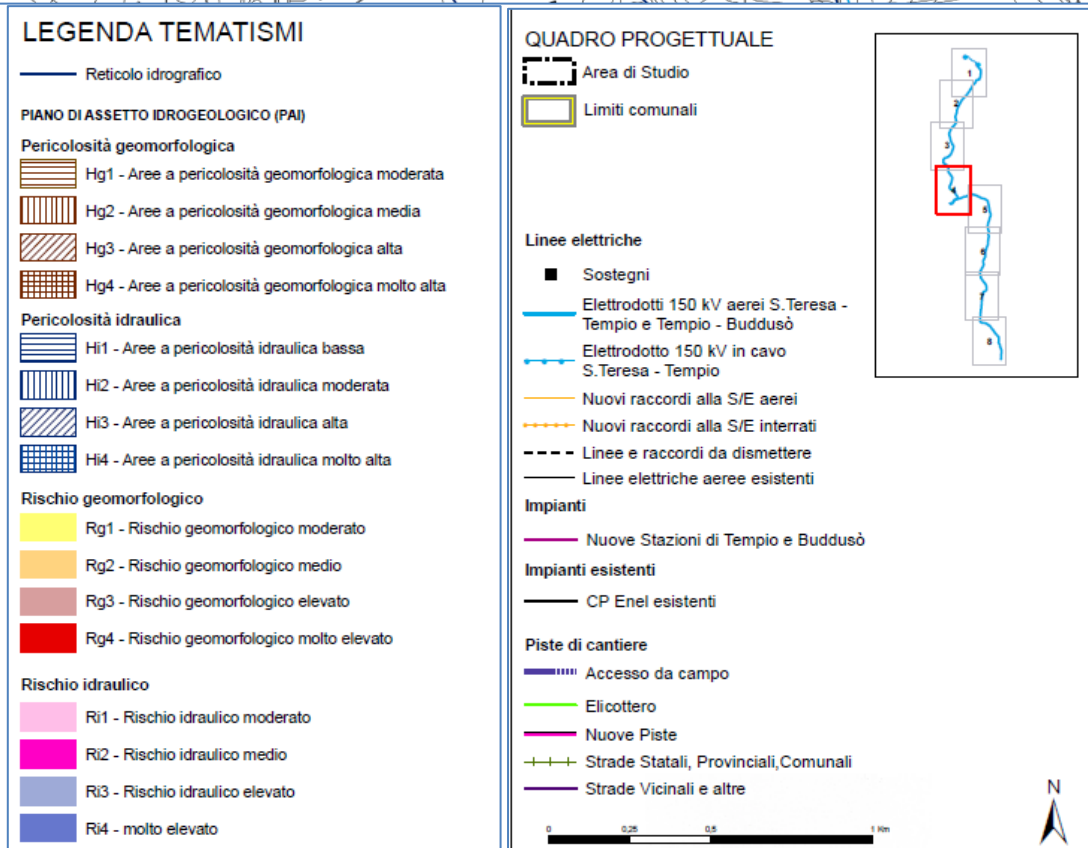 LEGENDA TEMATISMI
Reticolo idrografico
PIANO DI ASSETTO IDROGEOLOGICO (PAI)
Pericolosità geomorfologica
Hg1 - Aree a pericolosità geomorfologica moderata
Hg2 - Aree a pericolosità geomorfologica media
Hg3 - Aree a pericolosità geomorfologica alta
Hg4 - Aree a pericolosità geomorfologica molto alta
Pericolosità idraulica
Hi1 - Aree a pericolosità idraulica bassa
Hi2 - Aree a pericolosità idraulica moderata
Hi3 - Aree a pericolosità idraulica alta
Hi4 - Aree a pericolosità idraulica molto alta
Rischio geomorfologico
Rg1 - Rischio geomorfologico moderato
Rg2 - Rischio geomorfologico medio
Rg3 - Rischio geomorfologico elevato
Rg4 - Rischio geomorfologico molto elevato
Rischio idraulico
Ri1 - Rischio idraulico moderato
Ri2 - Rischio idraulico medio
Ri3 - Rischio idraulico elevato
Ri4 - molto elevato
QUADRO PROGETTUALE
Area di Studio
Limiti comunali
Linee elettriche
Sostegni
Elettrodotti 150 kV aerei S.Teresa -
Tempio e Tempio - Buddusò
Elettrodotto 150 kV in cavo
S.Teresa - Tempio
Nuovi raccordi alla S/E aerei
Nuovi raccordi alla S/E interrati
Linee e raccordi da dismettere
Linee elettriche aeree esistenti
Impianti
Nuove Stazioni di Tempio e Buddusò
Impianti esistenti
CP Enel esistenti
Piste di cantiere
Accesso da campo
Elicottero
Nuove Piste
Strade Statali, Provinciali,Comunali
Strade Vicinali e altre
0 0,25 0,5 1 Km
N
1
2
3
5
6
7
8